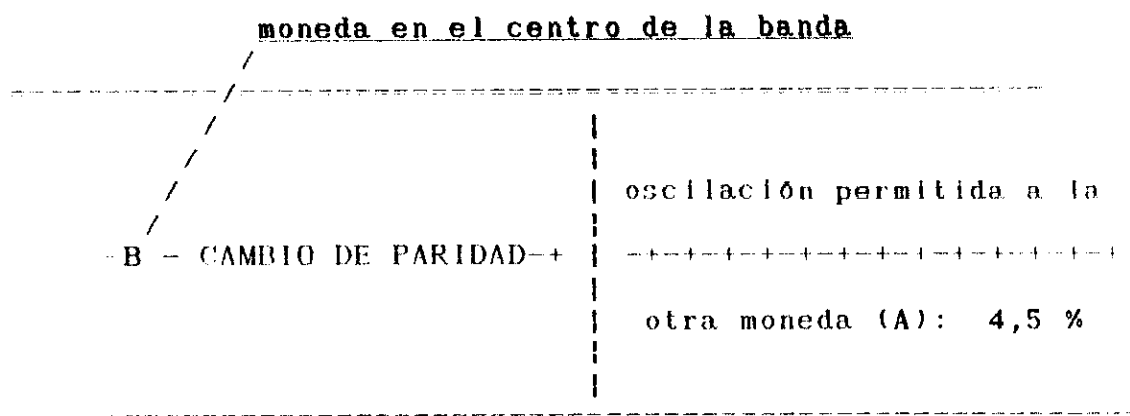 moneda en el centro de la banda
oscilación permitida a la
B - CAMBIO DE PARIDAD-+
otra moneda (A): 4,5 %